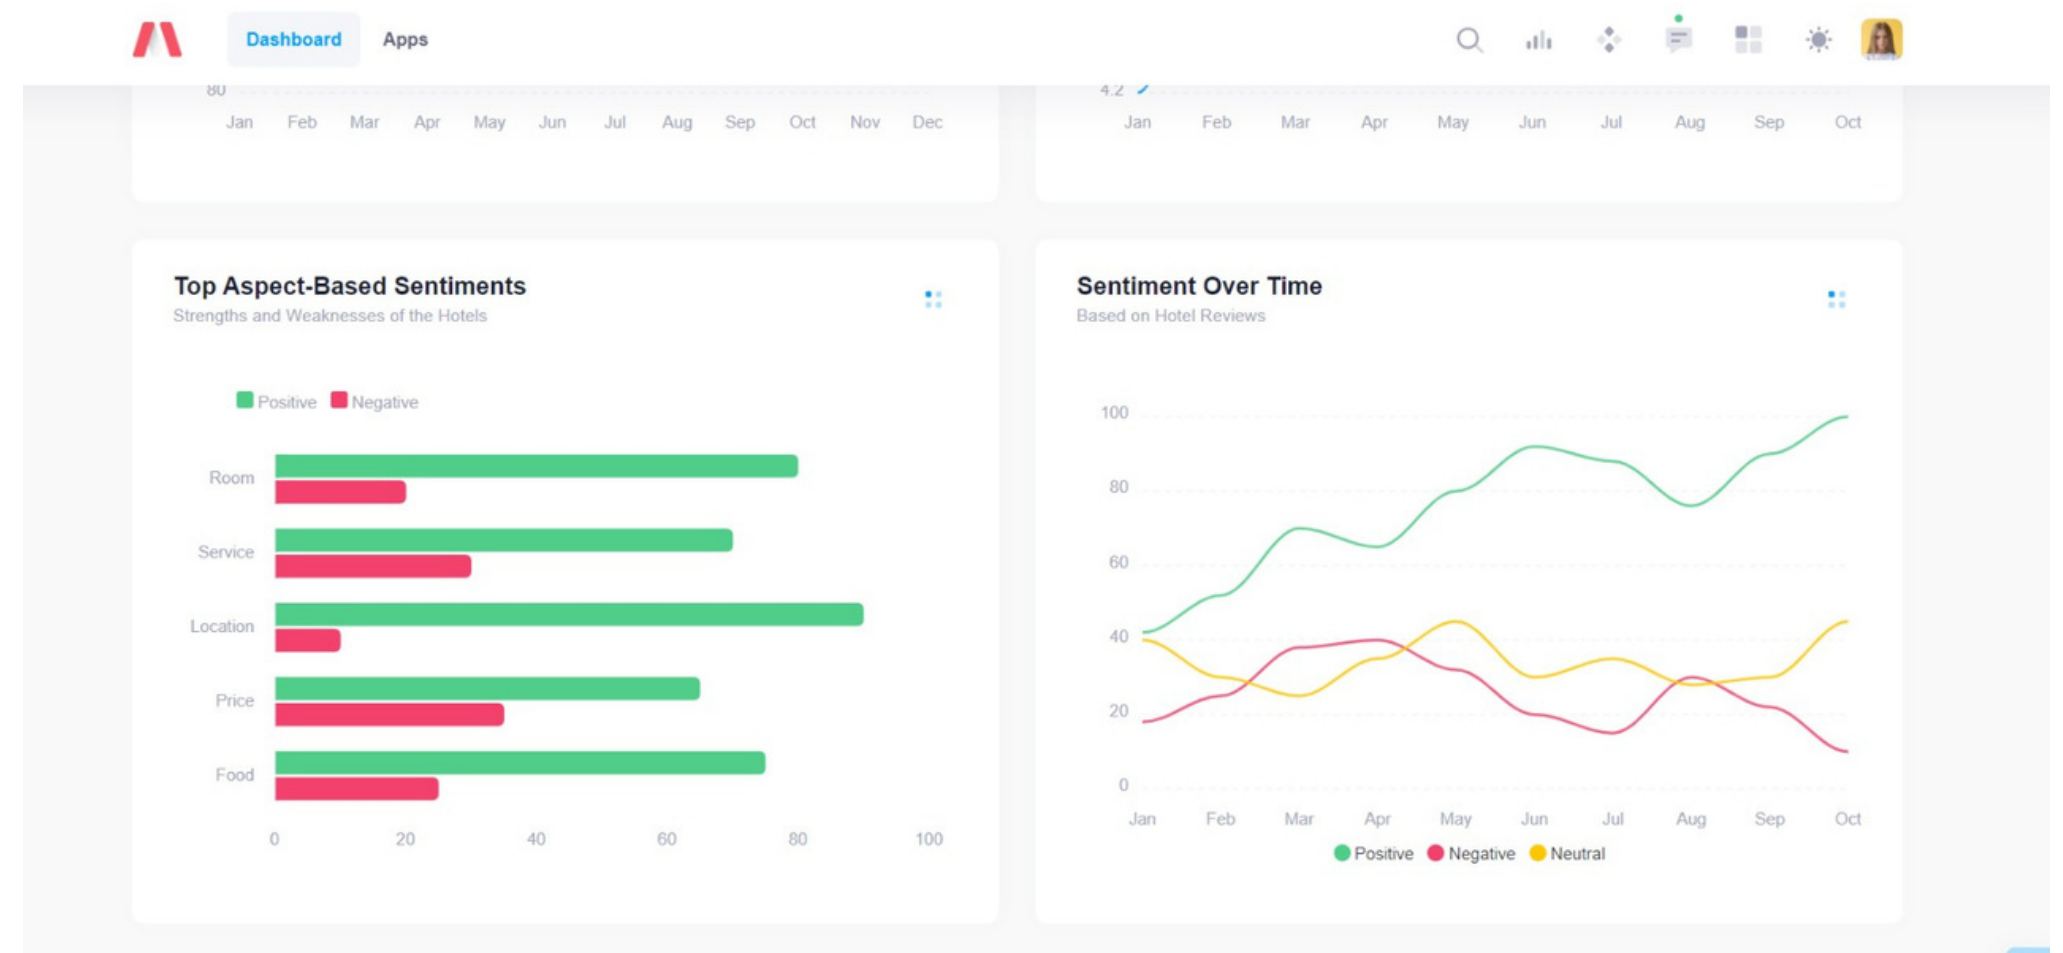 Dashboard Apps
80
Jan Feb Mar Apr May Jun Jul Aug Sep Oct Nov Dec
4.2
Jan Feb Mar Apr May Jun Jul Aug Sep Oct
Top Aspect-Based Sentiments
Strengths and Weaknesses of the Hotels
Positive Negative
Room
Service
Location
Price
Food
0 20 40 60 80 100
Sentiment Over Time
Based on Hotel Reviews
100
80
60
40
20
0
Jan Feb Mar Apr May Jun Jul Aug Sep Oct
Positive Negative Neutral